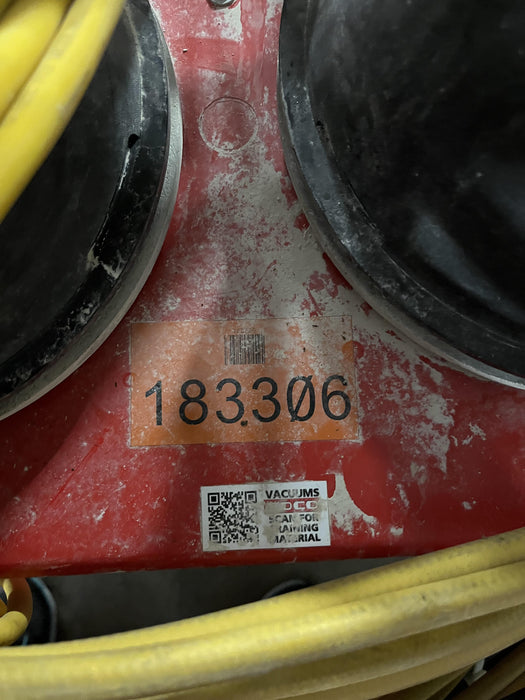 183306
VACUUMS
SCAN FOR
TRAINING
MATERIAL